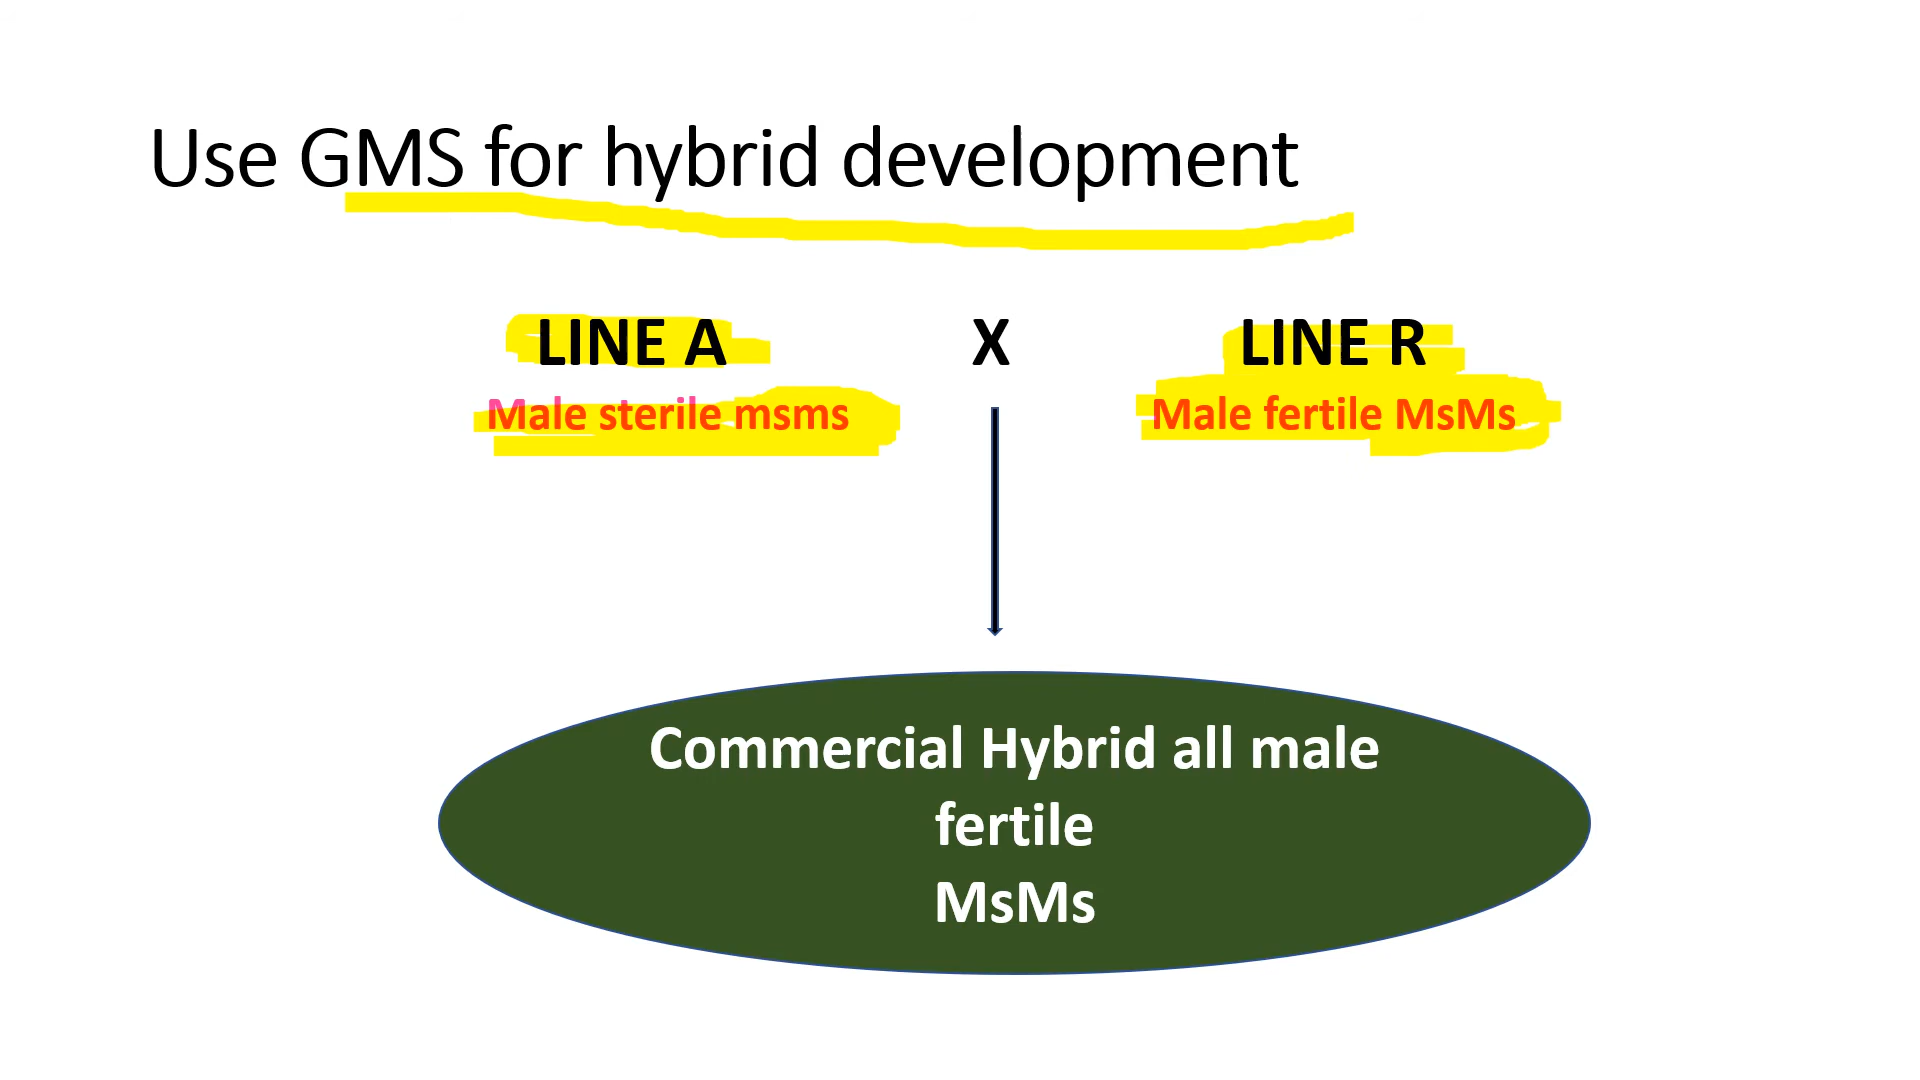 Use GMS for hybrid development
LINE A X LINE R
Male sterile msms Male fertile MsMs
Commercial Hybrid all male
fertile
MsMs